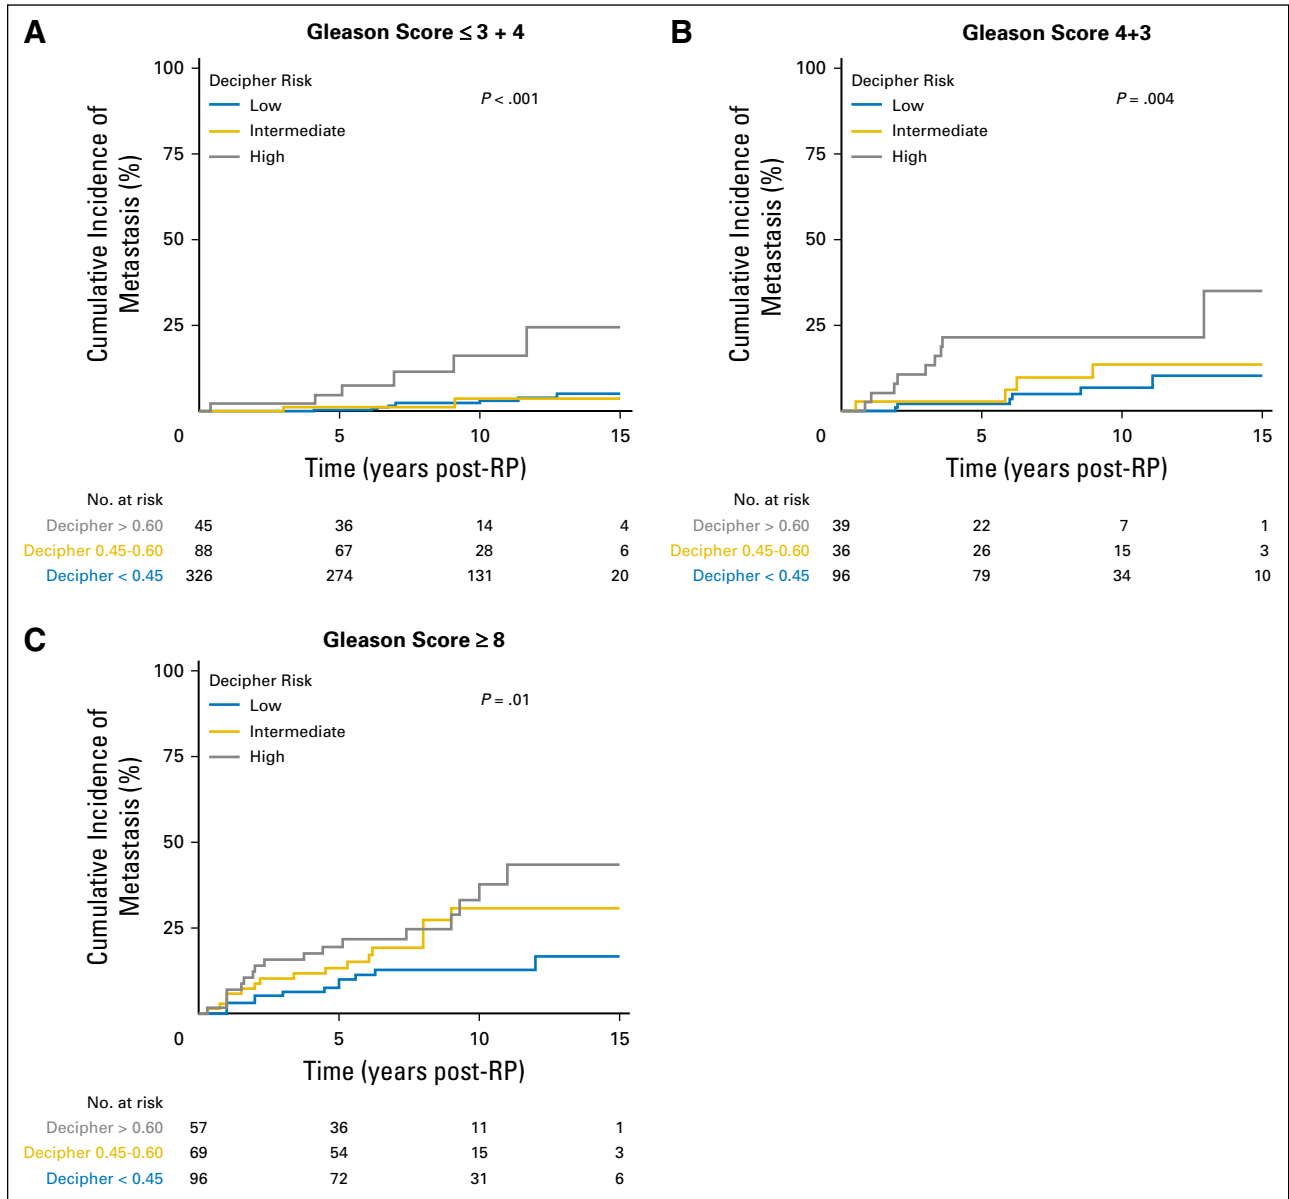 A
Gleason Score ≤ 3 + 4
Cumulative Incidence of
Metastasis (%)
100
75
50
25
0
Decipher Risk
Low
Intermediate
High
P < .001
5
10
15
Time (years post-RP)
No. at risk
Decipher > 0.60 45 36 14 4
Decipher 0.45-0.60 88 67 28 6
Decipher < 0.45 326 274 131 20
B
Gleason Score 4+3
Cumulative Incidence of
Metastasis (%)
100
75
50
25
0
Decipher Risk
Low
Intermediate
High
P = .004
5
10
15
Time (years post-RP)
No. at risk
Decipher > 0.60 39 22 7 1
Decipher 0.45-0.60 36 26 15 3
Decipher < 0.45 96 79 34 10
C
Gleason Score ≥ 8
Cumulative Incidence of
Metastasis (%)
100
75
50
25
0
Decipher Risk
Low
Intermediate
High
P = .01
5
10
15
Time (years post-RP)
No. at risk
Decipher > 0.60 57 36 11 1
Decipher 0.45-0.60 69 54 15 3
Decipher < 0.45 96 72 31 6